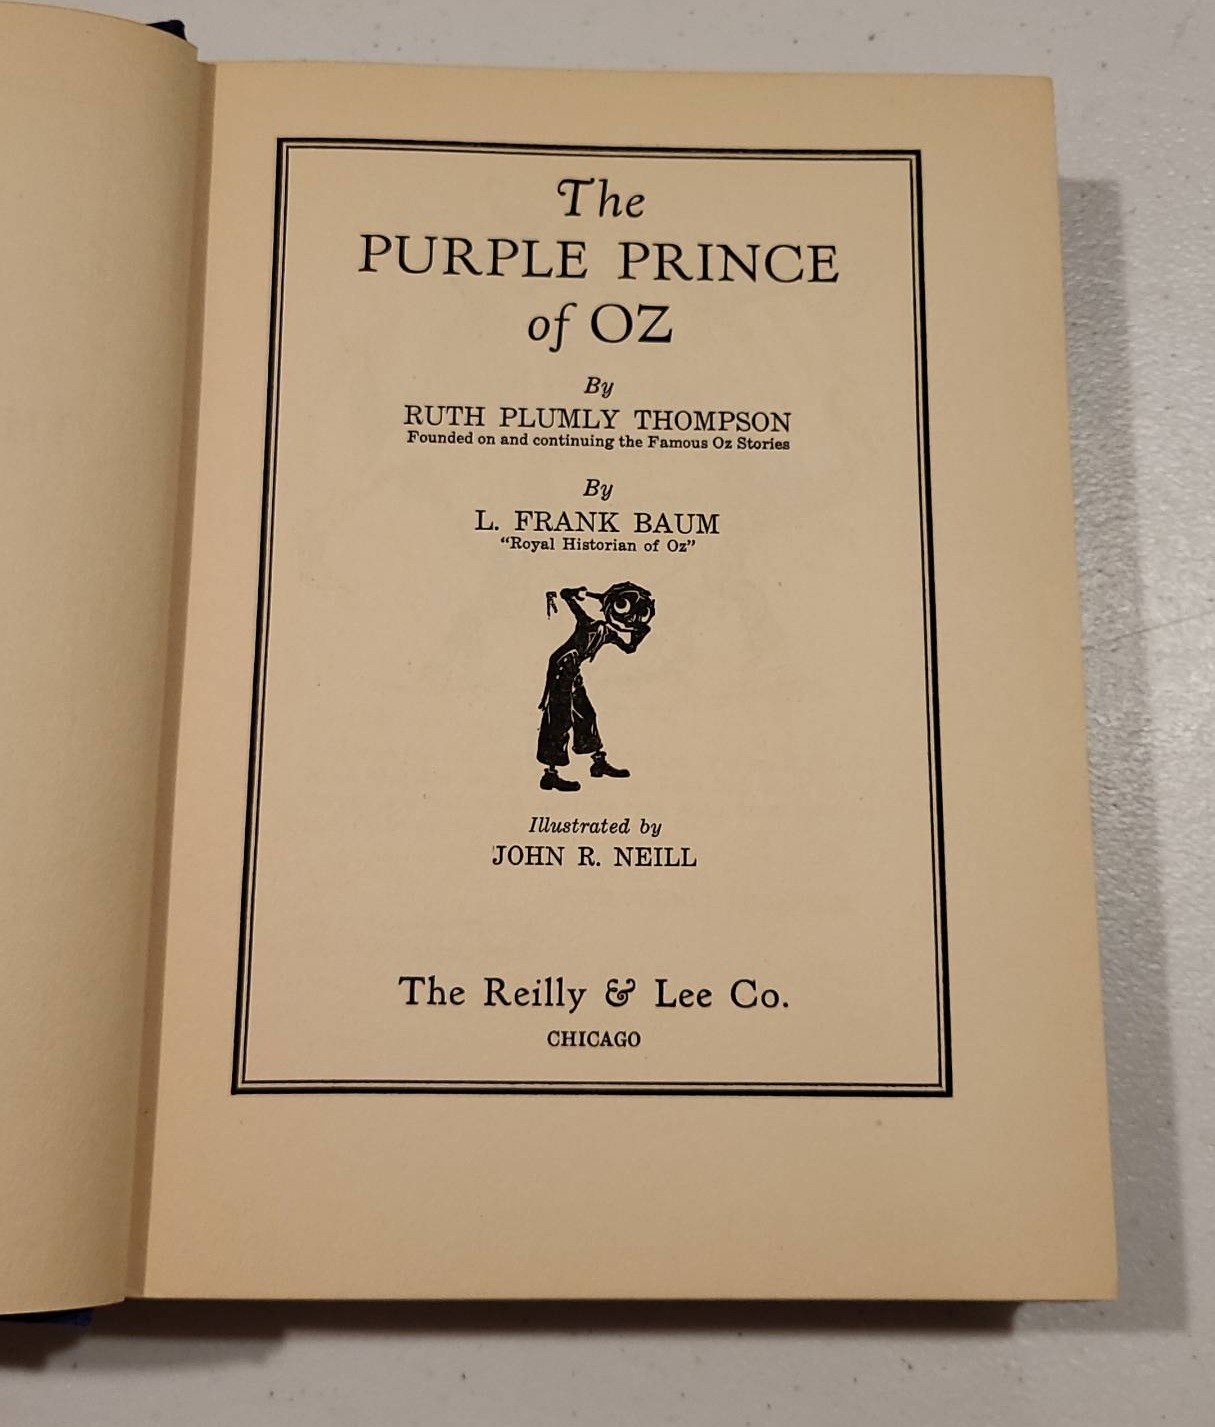 The
PURPLE PRINCE
of OZ
By
RUTH PLUMLY THOMPSON
Founded on and continuing the Famous Oz Stories
By
L. FRANK BAUM
“Royal Historian of Oz”
Illustrated by
JOHN R. NEILL
The Reilly & Lee Co.
CHICAGO